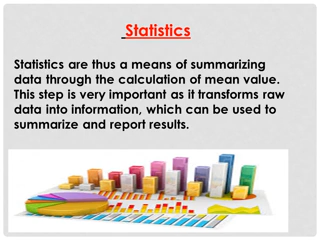 Statistics
Statistics are thus a means of summarizing
data through the calculation of mean value.
This step is very important as it transforms raw
data into information, which can be used to
summarize and report results.